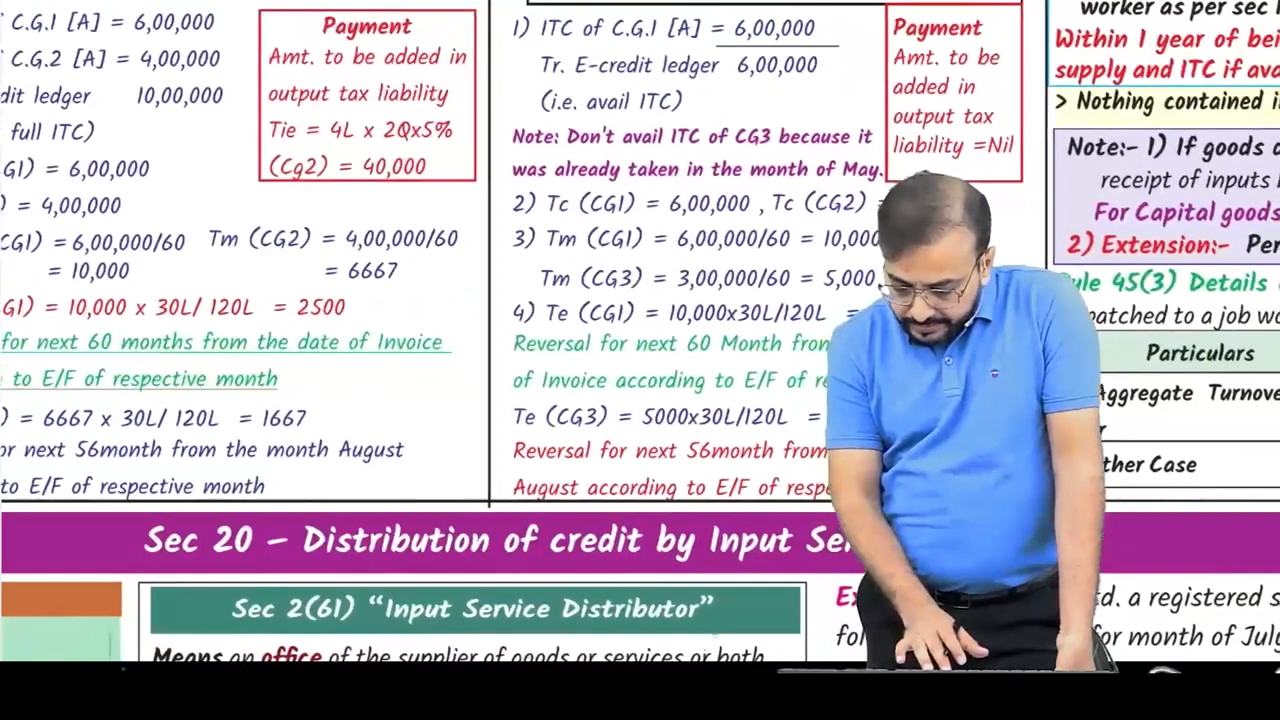 C.G.1 [A] = 6,00,000
C.G.2 [A] = 4,00,000
dit ledger 10,00,000
full ITC)
G1) = 6,00,000
) = 4,00,000
CG1) = 6,00,000/60 Tm (CG2) = 4,00,000/60
= 10,000 = 6667
G1) = 10,000 x 30L/ 120L = 2500
for next 60 months from the date of Invoice
to E/F of respective month
) = 6667 x 30L/ 120L = 1667
or next 56month from the month August
to E/F of respective month
Payment
Amt. to be added in
output tax liability
Tie = 4L x 2Qx5%
(Cg2) = 40,000
1) ITC of C.G.1 [A] = 6,00,000
Tr. E-credit ledger 6,00,000
(i.e. avail ITC)
Note: Don't avail ITC of CG3 because it
was already taken in the month of May.
2) Tc (CG1) = 6,00,000 , Tc (CG2) =
3) Tm (CG1) = 6,00,000/60 = 10,000
Tm (CG3) = 3,00,000/60 = 5,000
4) Te (CG1) = 10,000x30L/120L =
Reversal for next 60 Month from
of Invoice according to E/F of re
Te (CG3) = 5000x30L/120L =
Reversal for next 56month from
August according to E/F of resp
Payment
Amt. to be
added in
output tax
liability =Nil
worker as per sec
Within 1 year of bei
supply and ITC if ava
> Nothing contained i
Note:- 1) If goods
receipt of inputs
For Capital goods
2) Extension:- Per
ule 45(3) Details
patched to a job wo
Particulars
Aggregate Turnove
r
ther Case
Sec 20 – Distribution of credit by Input Ser
Sec 2(61) “Input Service Distributor”
Means an office of the supplier of goods or services or both
Ex d. a registered s
fol for month of July